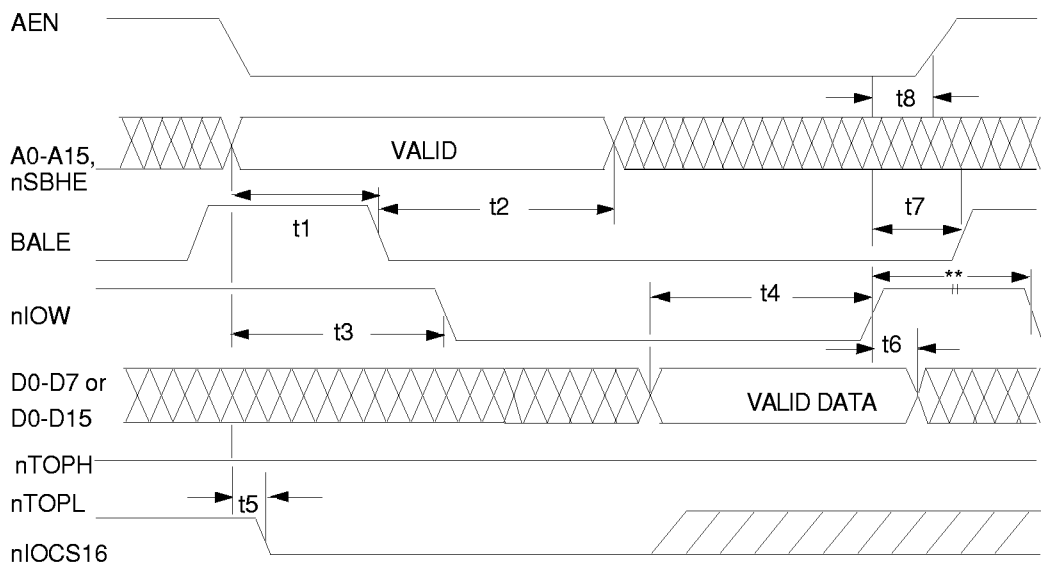 AEN
t8
A0-A15,
nSBHE
VALID
t1
t2
t7
BALE
**
nIOW
t3
t4
t6
D0-D7 or
D0-D15
VALID DATA
nTOPH
nTOPL
t5
nIOCS16